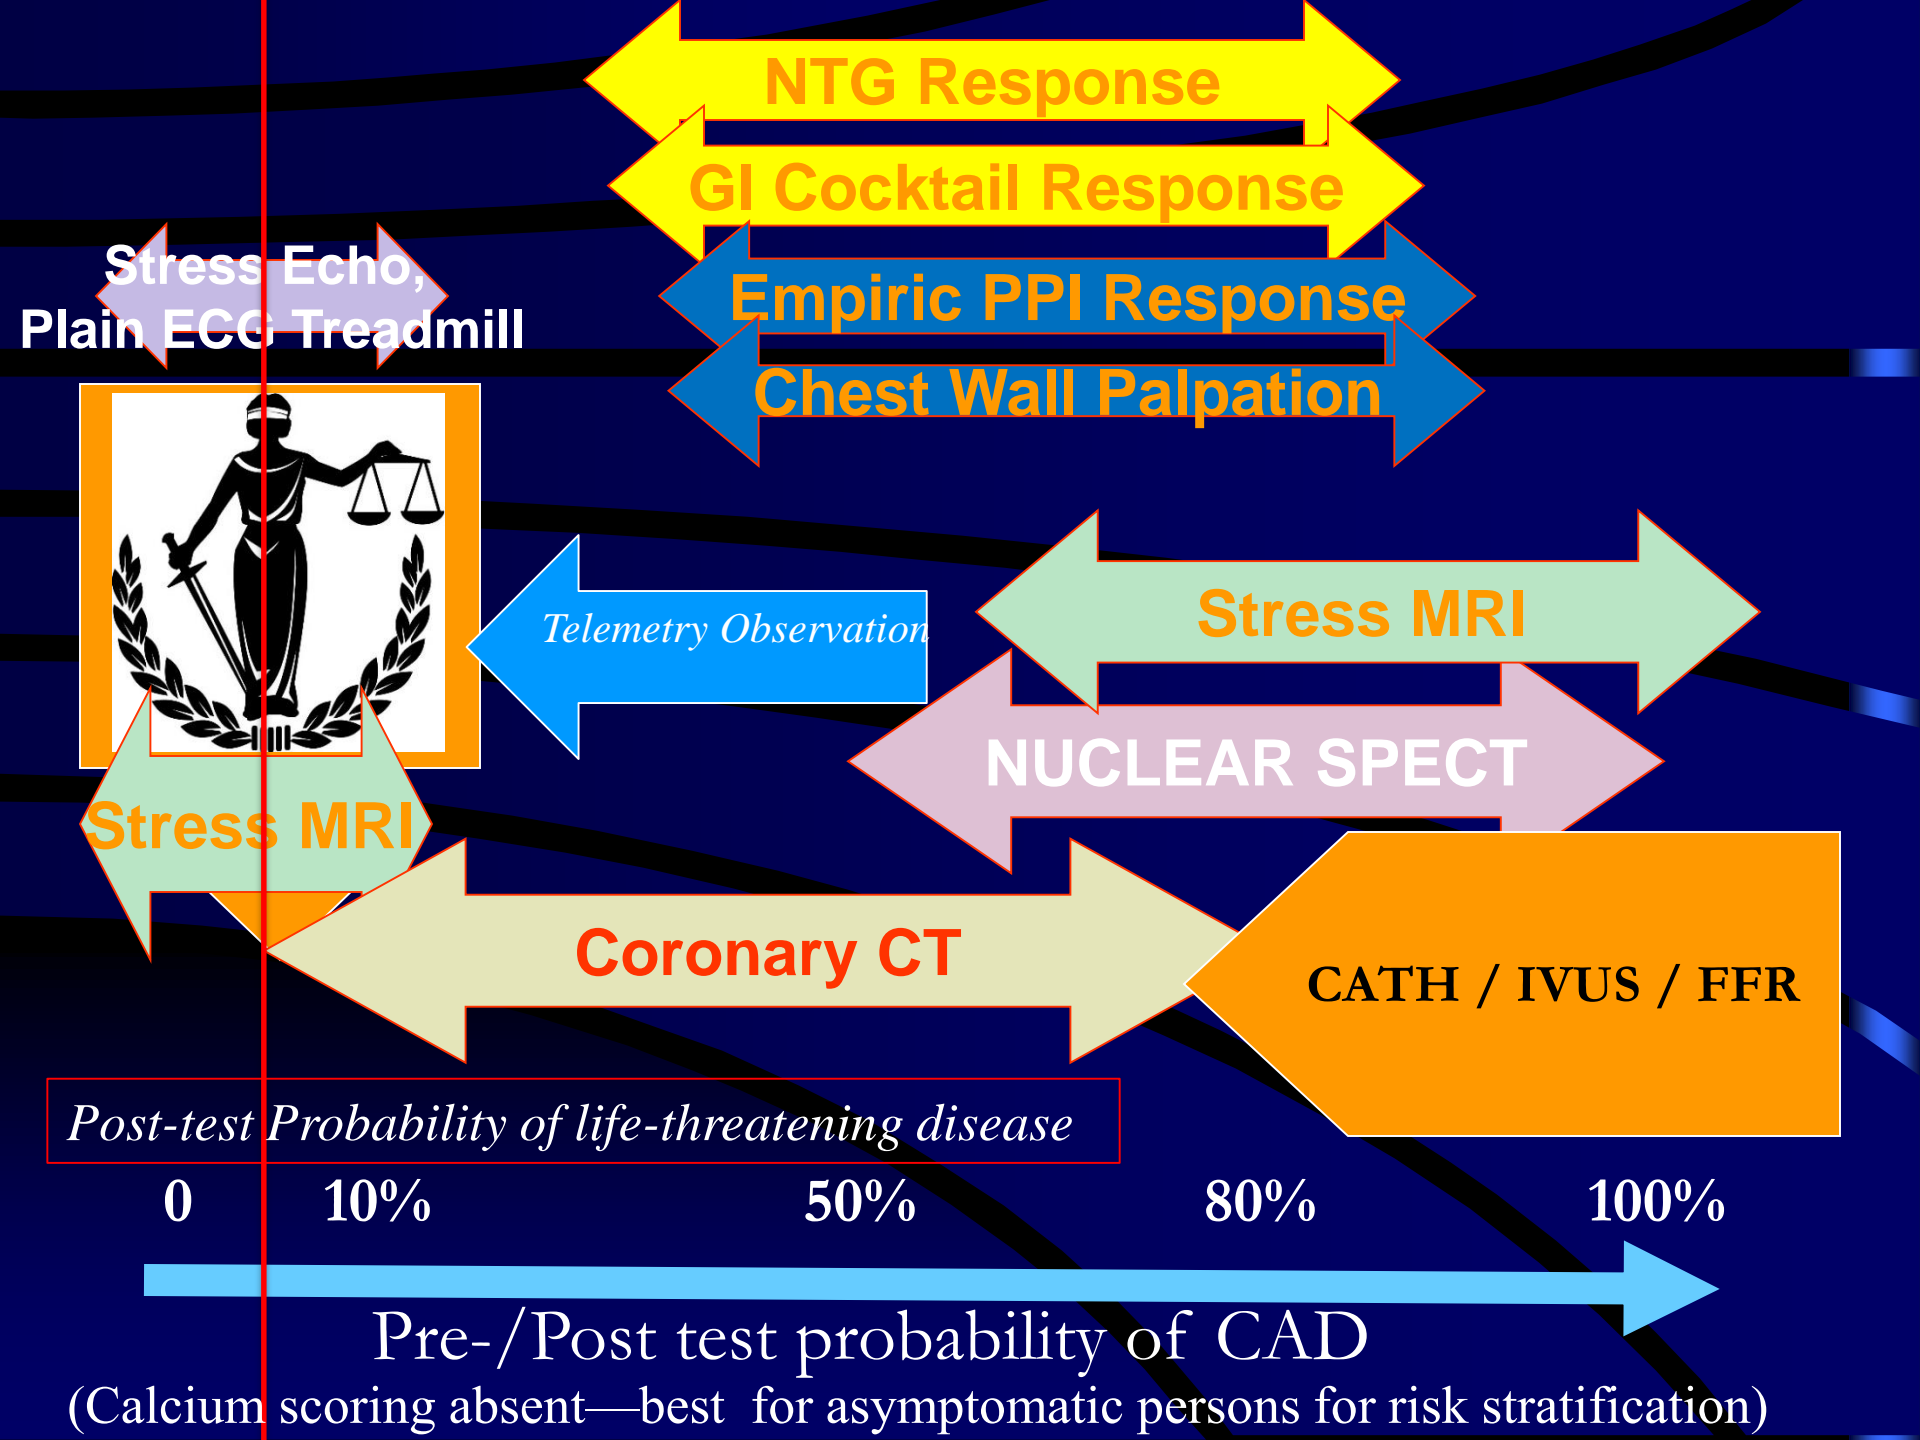 NTG Response
GI Cocktail Response
Stress Echo,
Plain ECG Treadmill
Empiric PPI Response
Chest Wall Palpation
Telemetry Observation
Stress MRI
NUCLEAR SPECT
Stress MRI
Coronary CT
CATH / IVUS / FFR
Post-test Probability of life-threatening disease
0 10% 50% 80% 100%
Pre-/Post test probability of CAD
(Calcium scoring absent—best for asymptomatic persons for risk stratification)